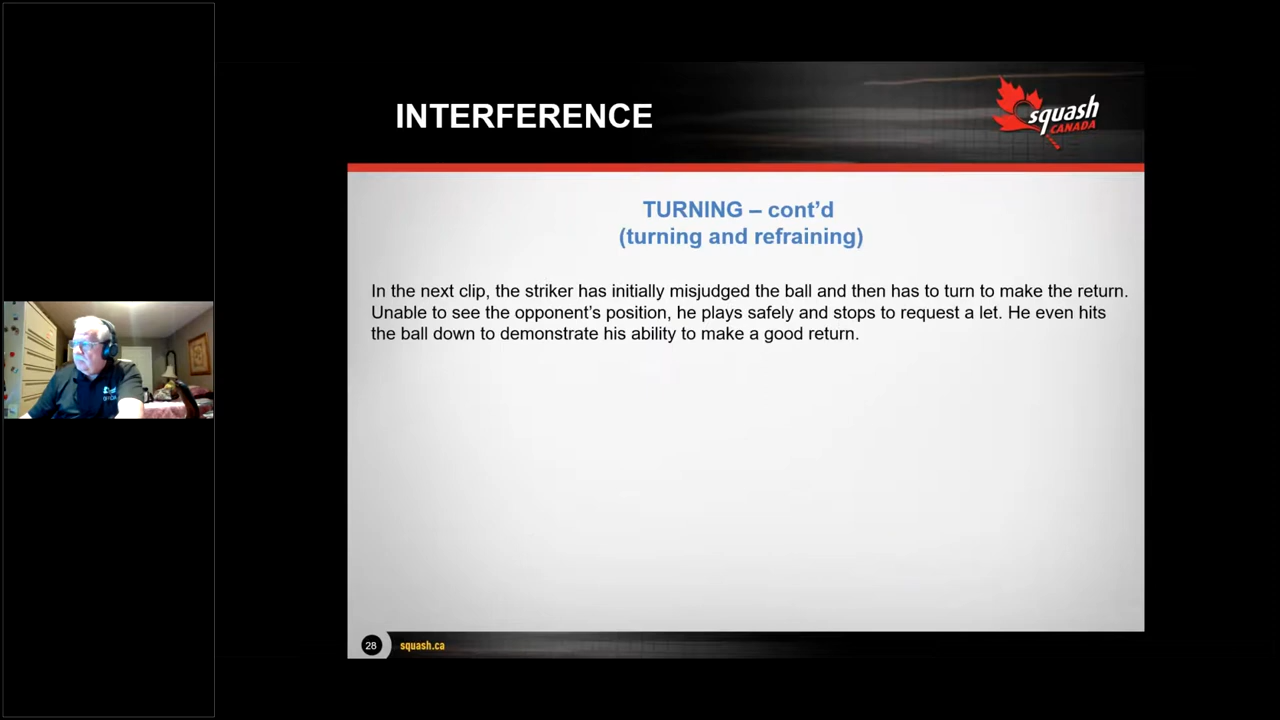 INTERFERENCE
squash
CANADA
TURNING – cont’d
(turning and refraining)
In the next clip, the striker has initially misjudged the ball and then has to turn to make the return.
Unable to see the opponent’s position, he plays safely and stops to request a let. He even hits
the ball down to demonstrate his ability to make a good return.
28
squash.ca